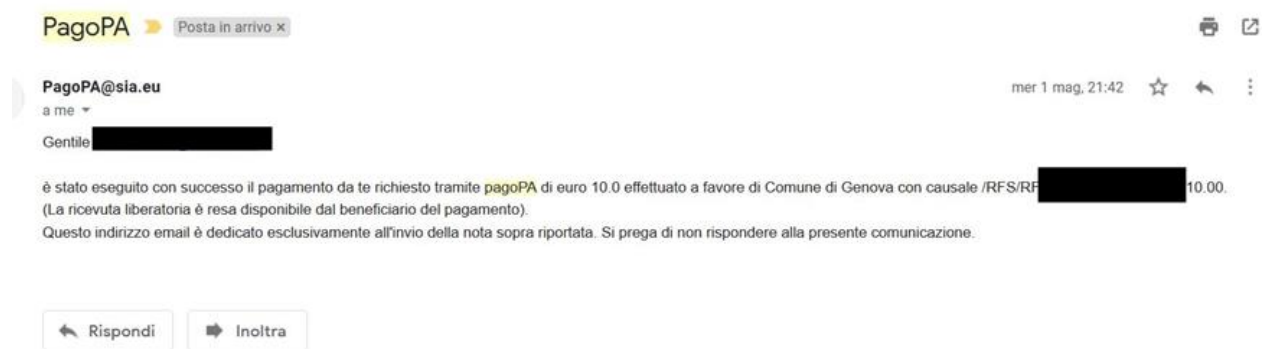 PagoPA Posta in arrivo ×
PagoPA@sia.eu mer 1 mag, 21:42
a me
Gentile
è stato eseguito con successo il pagamento da te richiesto tramite pagoPA di euro 10.0 effettuato a favore di Comune di Genova con causale /RFS/RF 10.00.
(La ricevuta liberatoria è resa disponibile dal beneficiario del pagamento).
Questo indirizzo email è dedicato esclusivamente all'invio della nota sopra riportata. Si prega di non rispondere alla presente comunicazione.
Rispondi Inoltra